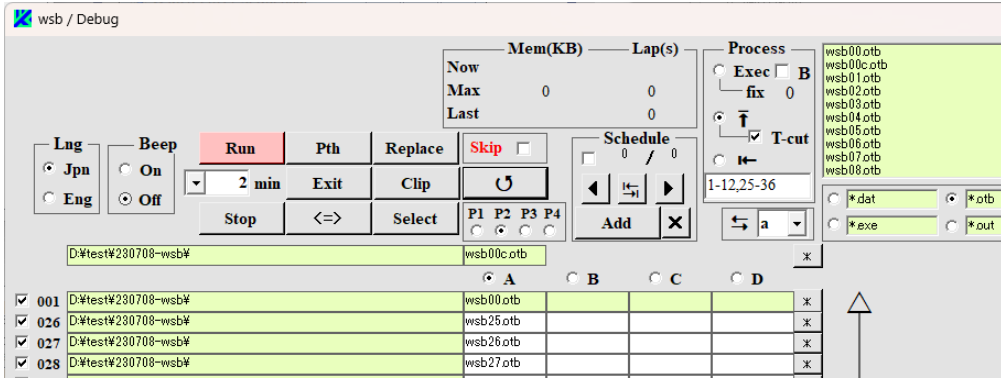 wsb / Debug
Mem(KB) Lap(s)
Now
Max 0 0
Last 0
Process
Exec B
fix 0
T-cut
1-12,25-36
a
wsb00.otb
wsb00c.otb
wsb01.otb
wsb02.otb
wsb03.otb
wsb04.otb
wsb05.otb
wsb06.otb
wsb07.otb
wsb08.otb
*.dat *.otb
*.exe *.out
Lng
Jpn
Eng
Beep
On
Off
Run Pth Replace Skip
2 min Exit Clip
Stop <=> Select P1 P2 P3 P4
Schedule
0 / 0
Add
D:¥test¥230708-wsb¥ wsb00c.otb *
A B C D
001 D:¥test¥230708-wsb¥ wsb00.otb *
026 D:¥test¥230708-wsb¥ wsb25.otb *
027 D:¥test¥230708-wsb¥ wsb26.otb *
028 D:¥test¥230708-wsb¥ wsb27.otb *